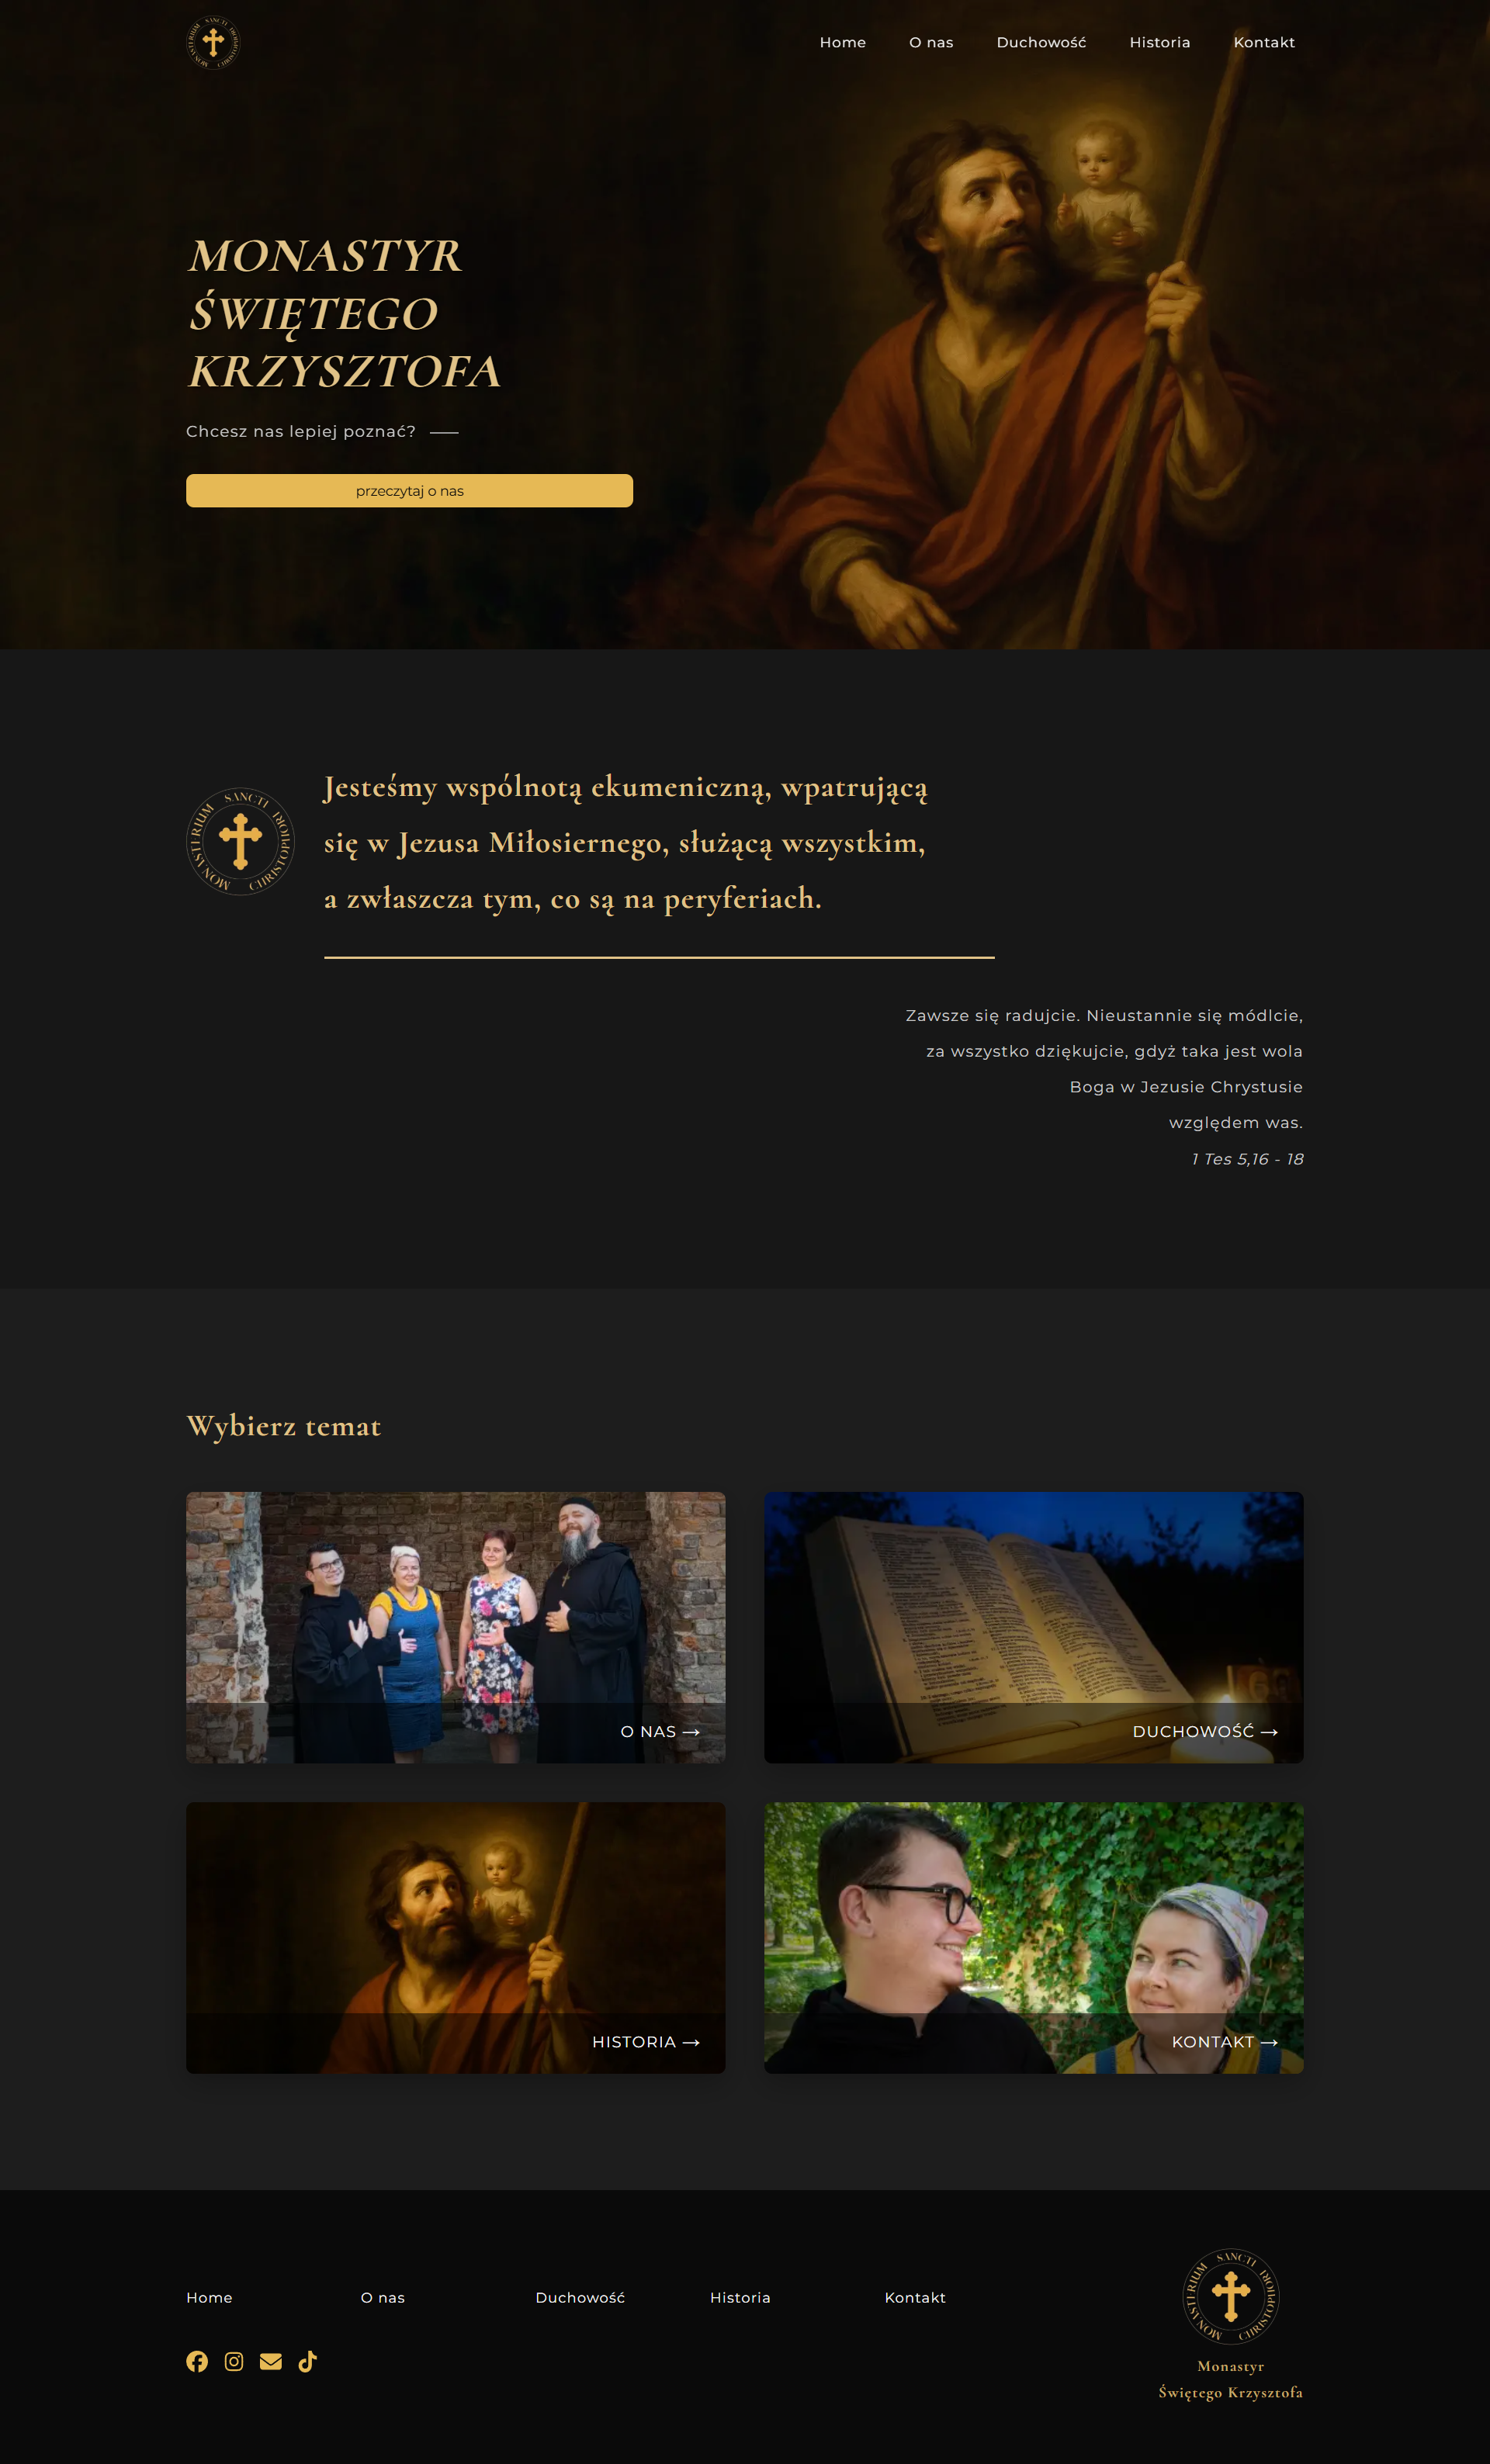 MONASTERIUM SANCTI CHRISTOPHORI
Home O nas Duchowość Historia Kontakt
MONASTYR
ŚWIĘTEGO
KRZYSZTOFA
Chcesz nas lepiej poznać?
przeczytaj o nas
MONASTERIUM SANCTI CHRISTOPHORI
Jesteśmy wspólnotą ekumeniczną, wpatrującą
się w Jezusa Miłosiernego, służącą wszystkim,
a zwłaszcza tym, co są na peryferiach.
Zawsze się radujcie. Nieustannie się módlcie,
za wszystko dziękujcie, gdyż taka jest wola
Boga w Jezusie Chrystusie
względem was.
1 Tes 5,16 - 18
Wybierz temat
O NAS →
DUCHOWOŚĆ →
HISTORIA →
KONTAKT →
Home O nas Duchowość Historia Kontakt
MONASTERIUM SANCTI CHRISTOPHORI
Monastyr
Świętego Krzysztofa